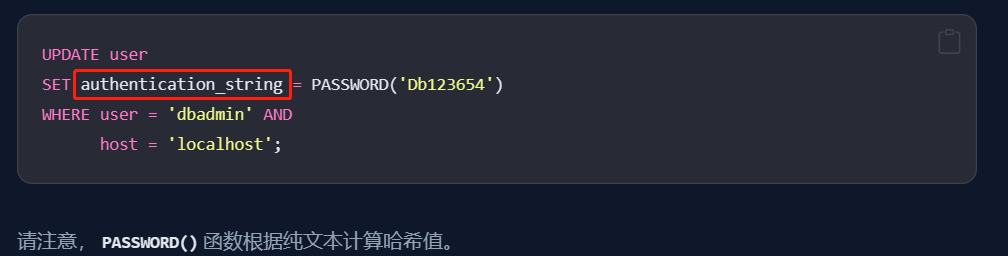 UPDATE user
SET authentication_string = PASSWORD('Db123654')
WHERE user = 'dbadmin' AND
host = 'localhost';
请注意， PASSWORD() 函数根据纯文本计算哈希值。